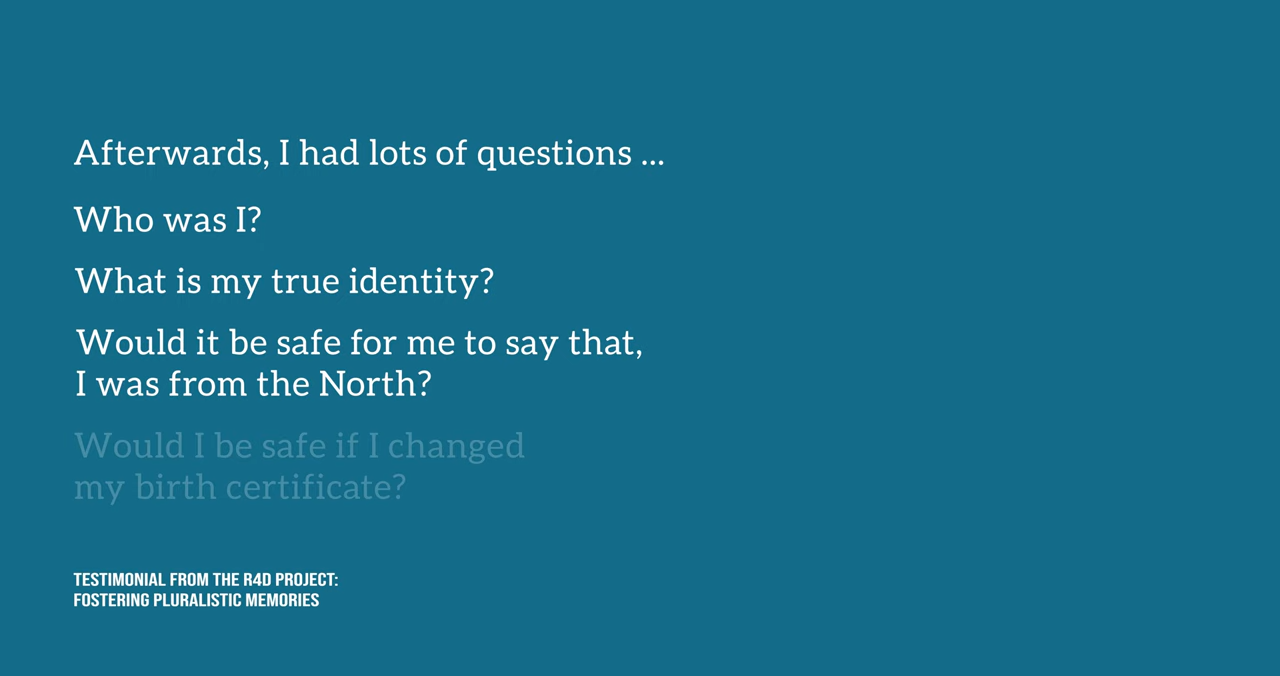 Afterwards, I had lots of questions ...
Who was I?
What is my true identity?
Would it be safe for me to say that,
I was from the North?
Would I be safe if I changed
my birth certificate?
TESTIMONIAL FROM THE R4D PROJECT:
FOSTERING PLURALISTIC MEMORIES